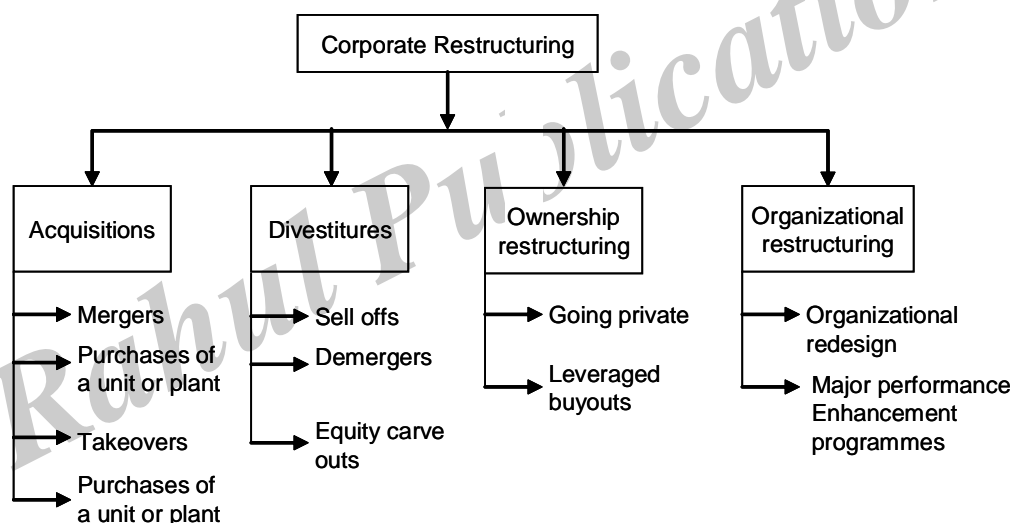 Corporate Restructuring
Acquisitions
Mergers
Purchases of
a unit or plant
Takeovers
Purchases of
a unit or plant
Divestitures
Sell offs
Demergers
Equity carve
outs
Ownership
restructuring
Going private
Leveraged
buyouts
Organizational
restructuring
Organizational
redesign
Major performance
Enhancement
programmes
Rahul